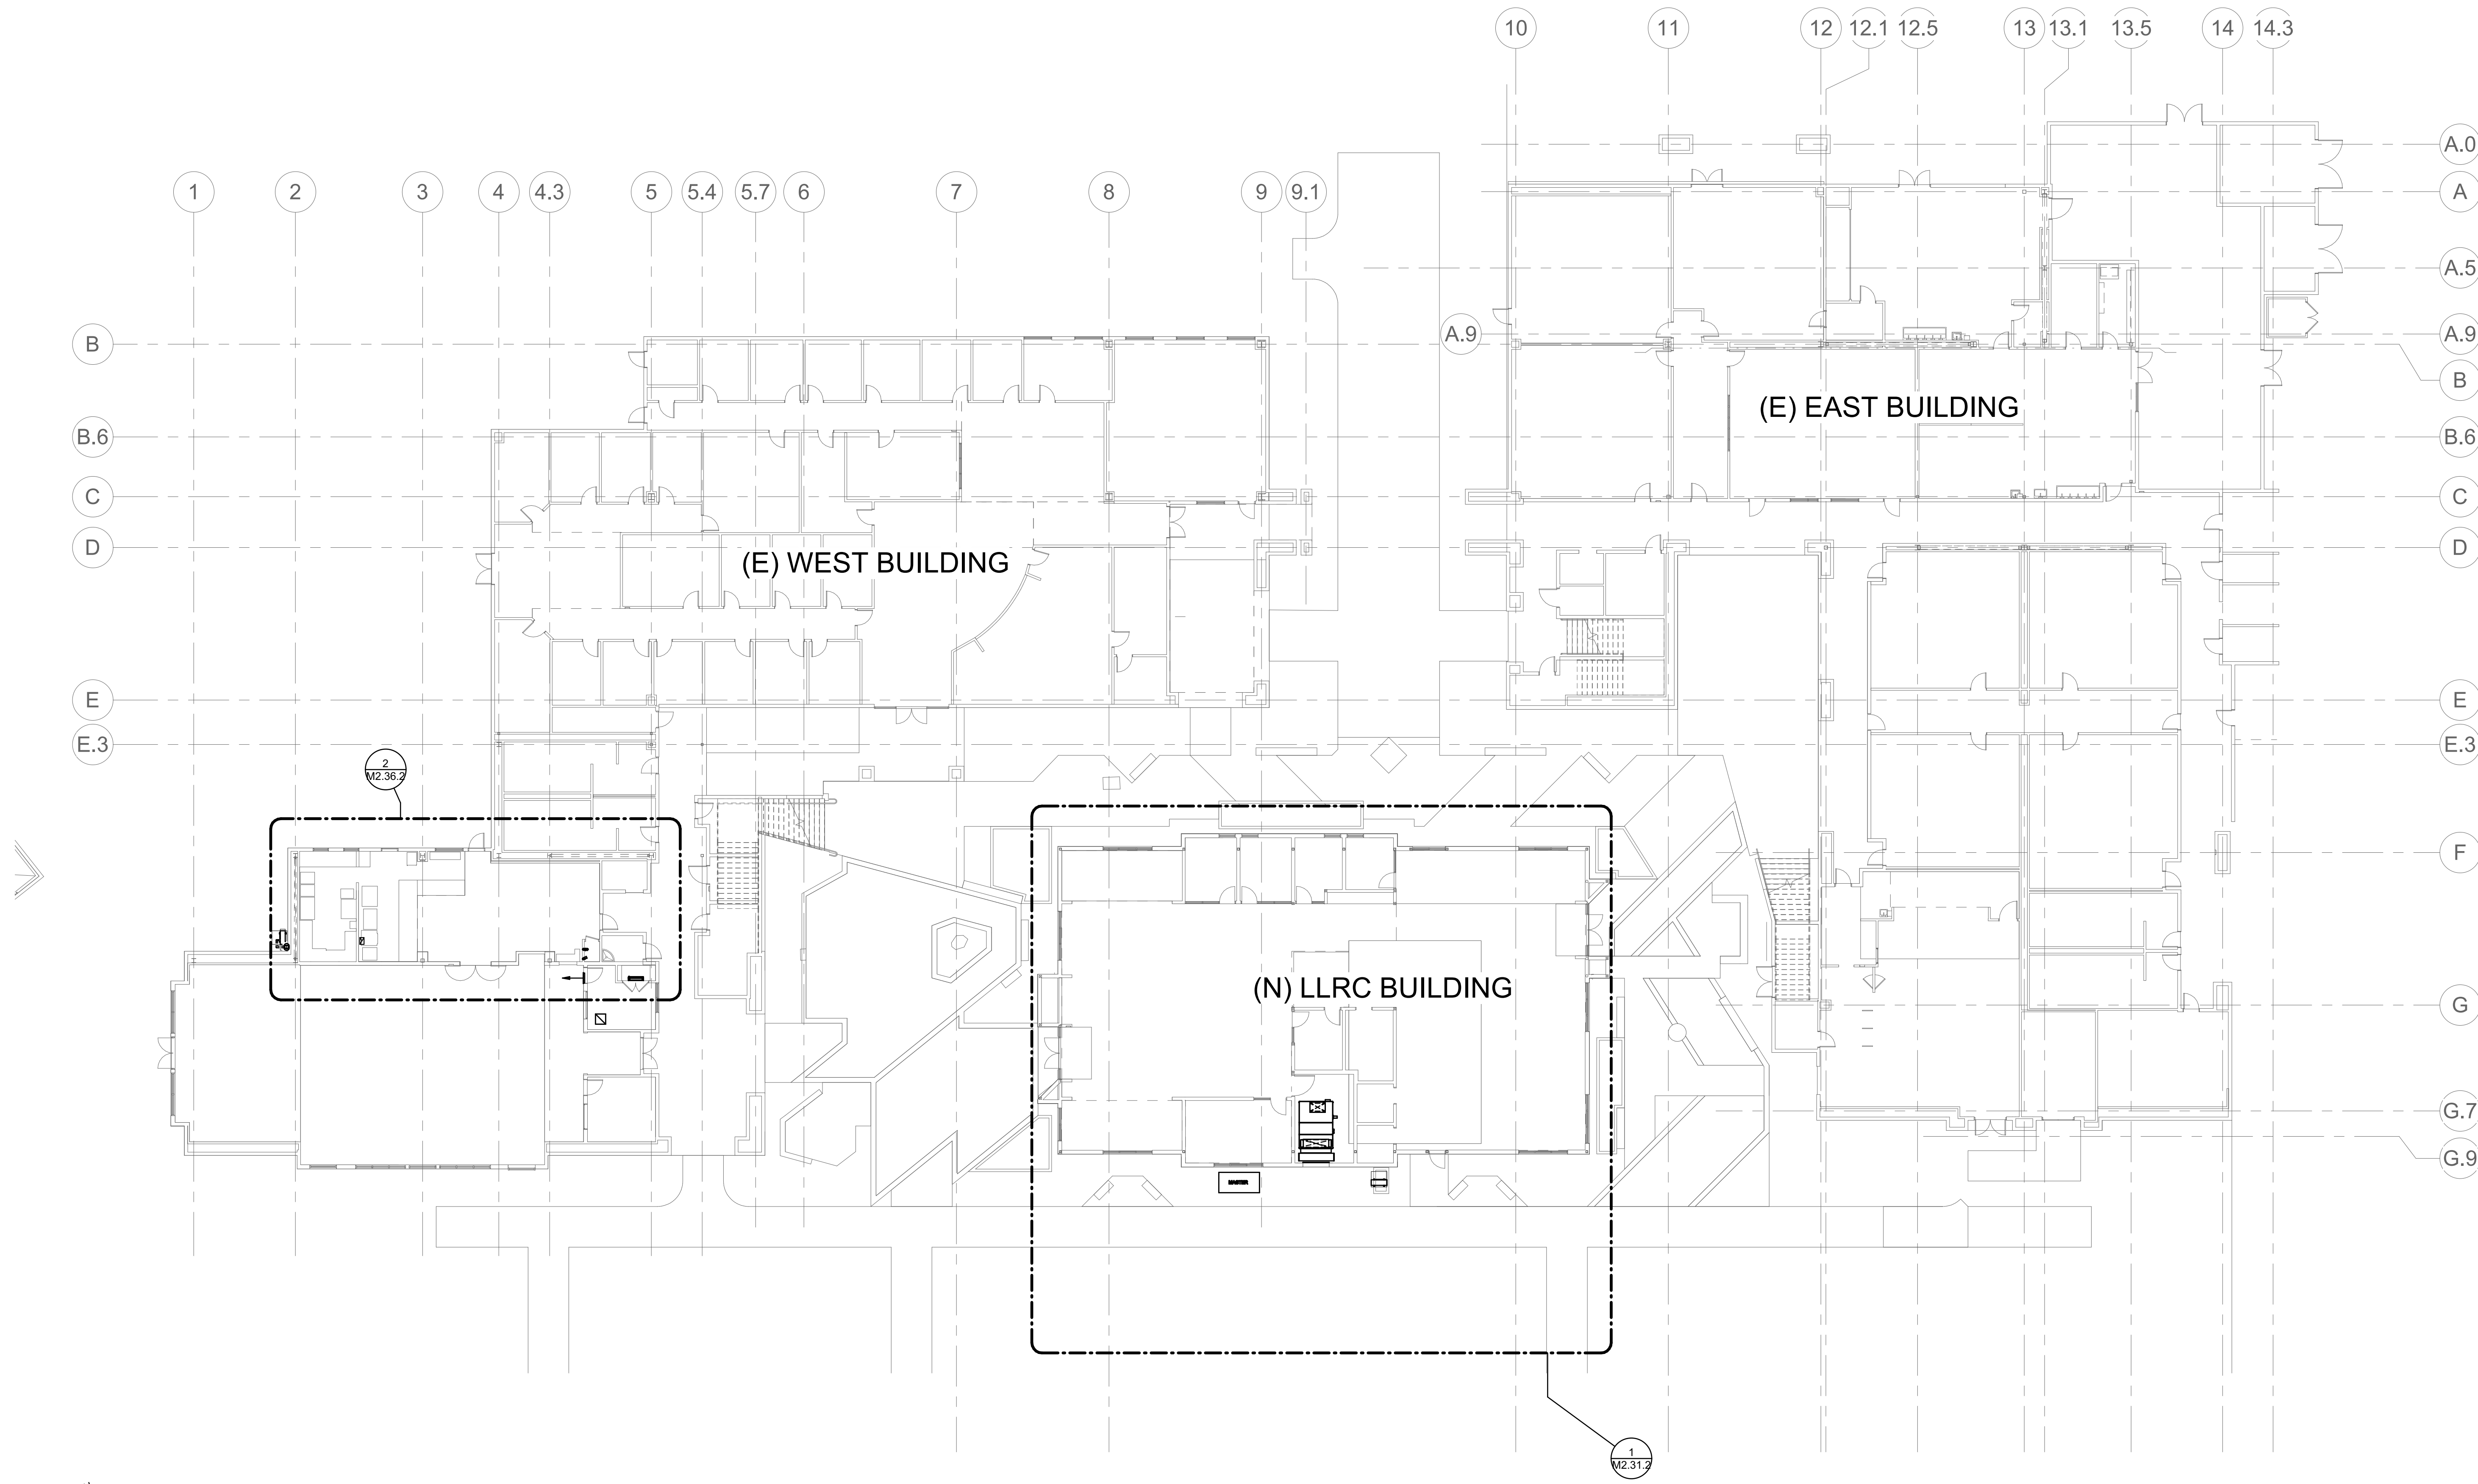 10 11 12 12.1 12.5 13 13.1 13.5 14 14.3
A.0
1 2 3 4 4.3 5 5.4 5.7 6 7 8 9 9.1
A
A.5
A.9
A.9
B
B
(E) EAST BUILDING
B.6
B.6
C
C
D
D
(E) WEST BUILDING
E
E
E.3
E.3
2
M2.36.2
F
(N) LLRC BUILDING
G
G.7
G.9
MASTER
1
M2.31.2